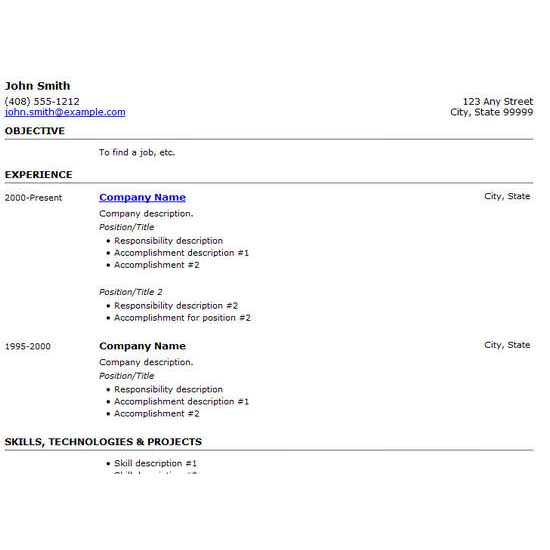 John Smith
(408) 555-1212 123 Any Street
john.smith@example.com City, State 99999
OBJECTIVE
To find a job, etc.
EXPERIENCE
2000-Present Company Name City, State
Company description.
Position/Title
• Responsibility description
• Accomplishment description #1
• Accomplishment #2
Position/Title 2
• Responsibility description #2
• Accomplishment for position #2
1995-2000 Company Name City, State
Company description.
Position/Title
• Responsibility description
• Accomplishment description #1
• Accomplishment #2
SKILLS, TECHNOLOGIES & PROJECTS
• Skill description #1